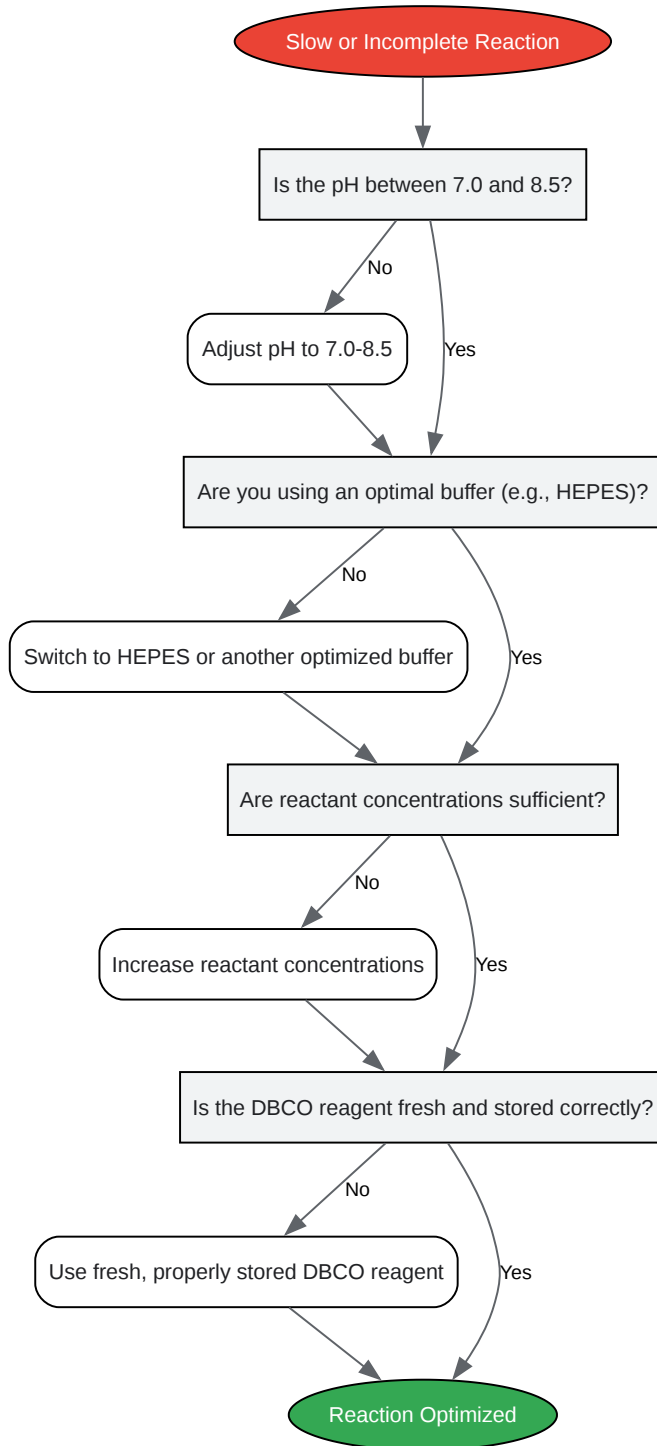 Slow or Incomplete Reaction
Is the pH between 7.0 and 8.5?
No
Adjust pH to 7.0-8.5
Yes
Are you using an optimal buffer (e.g., HEPES)?
No
Switch to HEPES or another optimized buffer
Yes
Are reactant concentrations sufficient?
No
Increase reactant concentrations
Yes
Is the DBCO reagent fresh and stored correctly?
No
Use fresh, properly stored DBCO reagent
Yes
Reaction Optimized